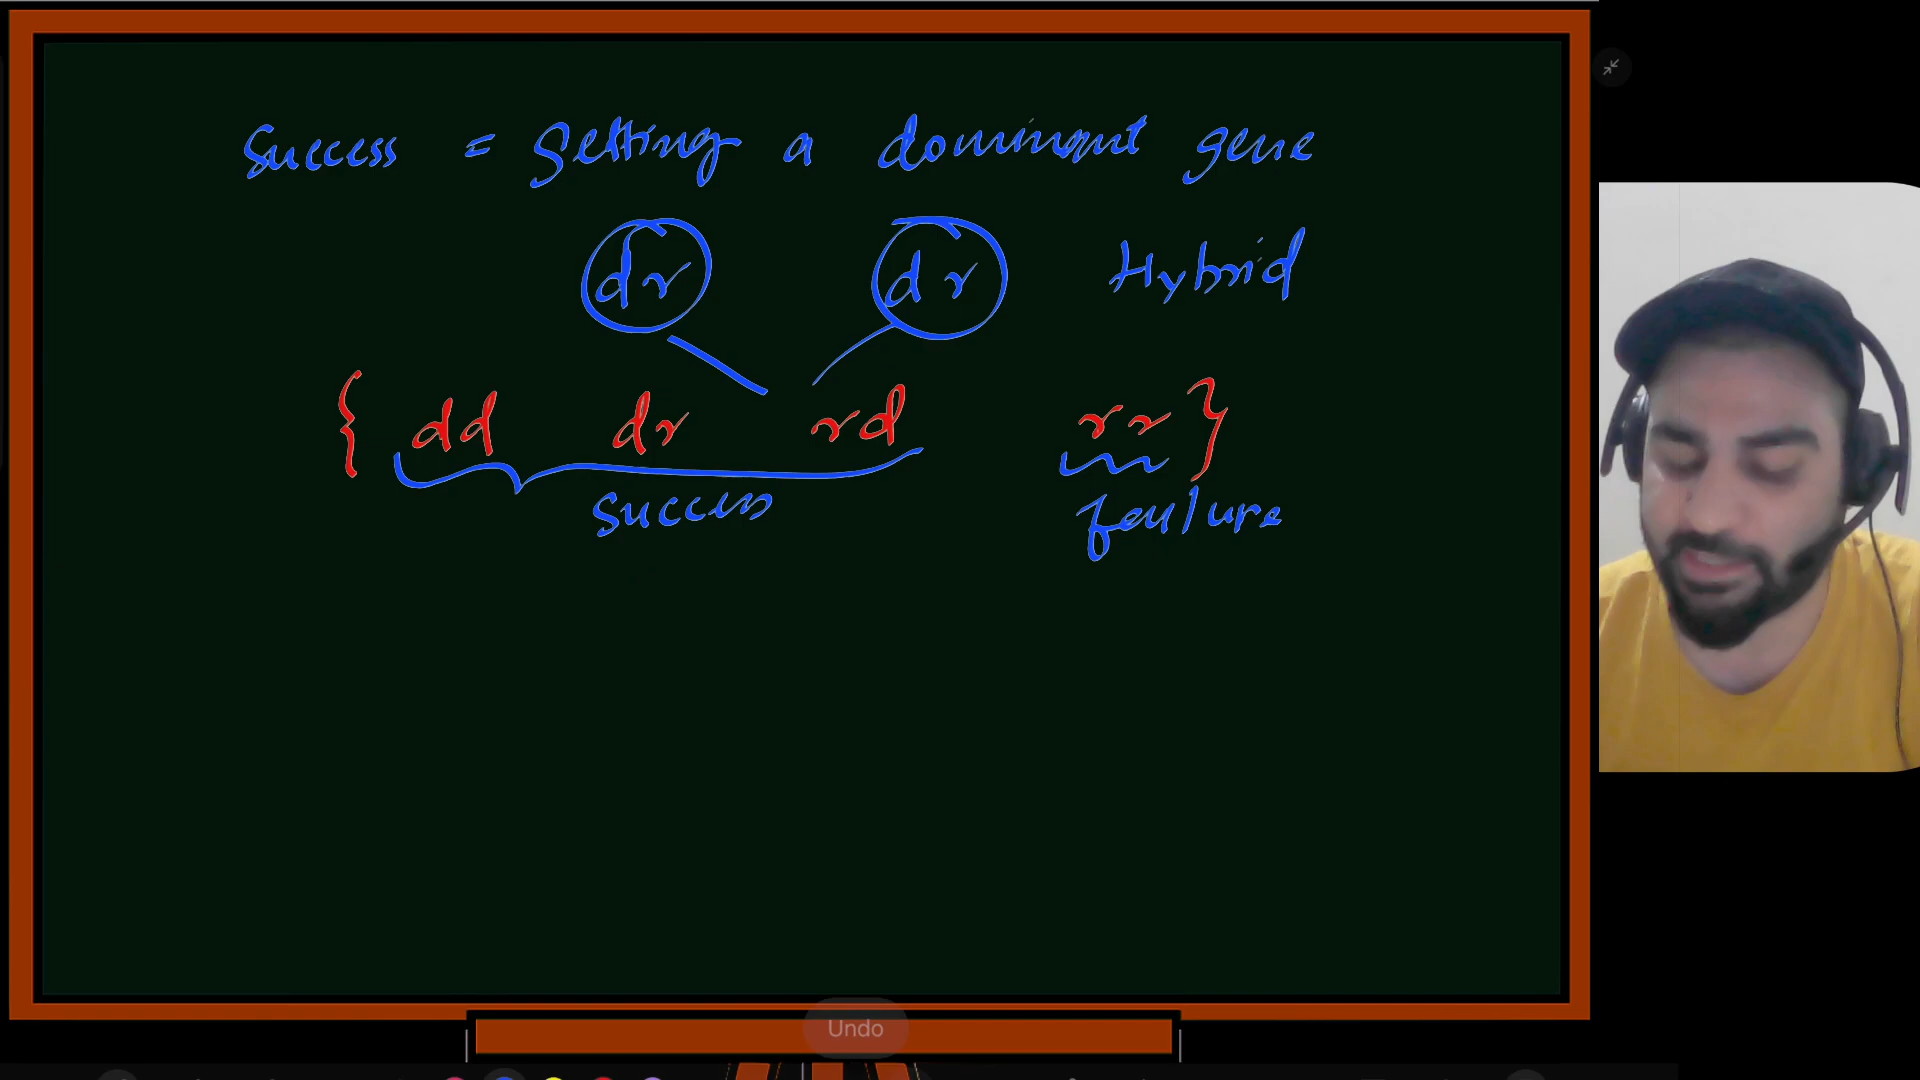 Success = getting a dominant gene
dr dr Hybrid
{ dd dr rd rr }
success failure
Undo